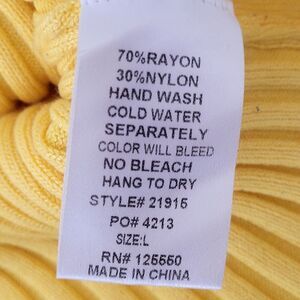 70%RAYON
30%NYLON
HAND WASH
COLD WATER
SEPARATELY
COLOR WILL BLEED
NO BLEACH
HANG TO DRY
STYLE# 21915
PO# 4213
SIZE:L
RN# 125550
MADE IN CHINA